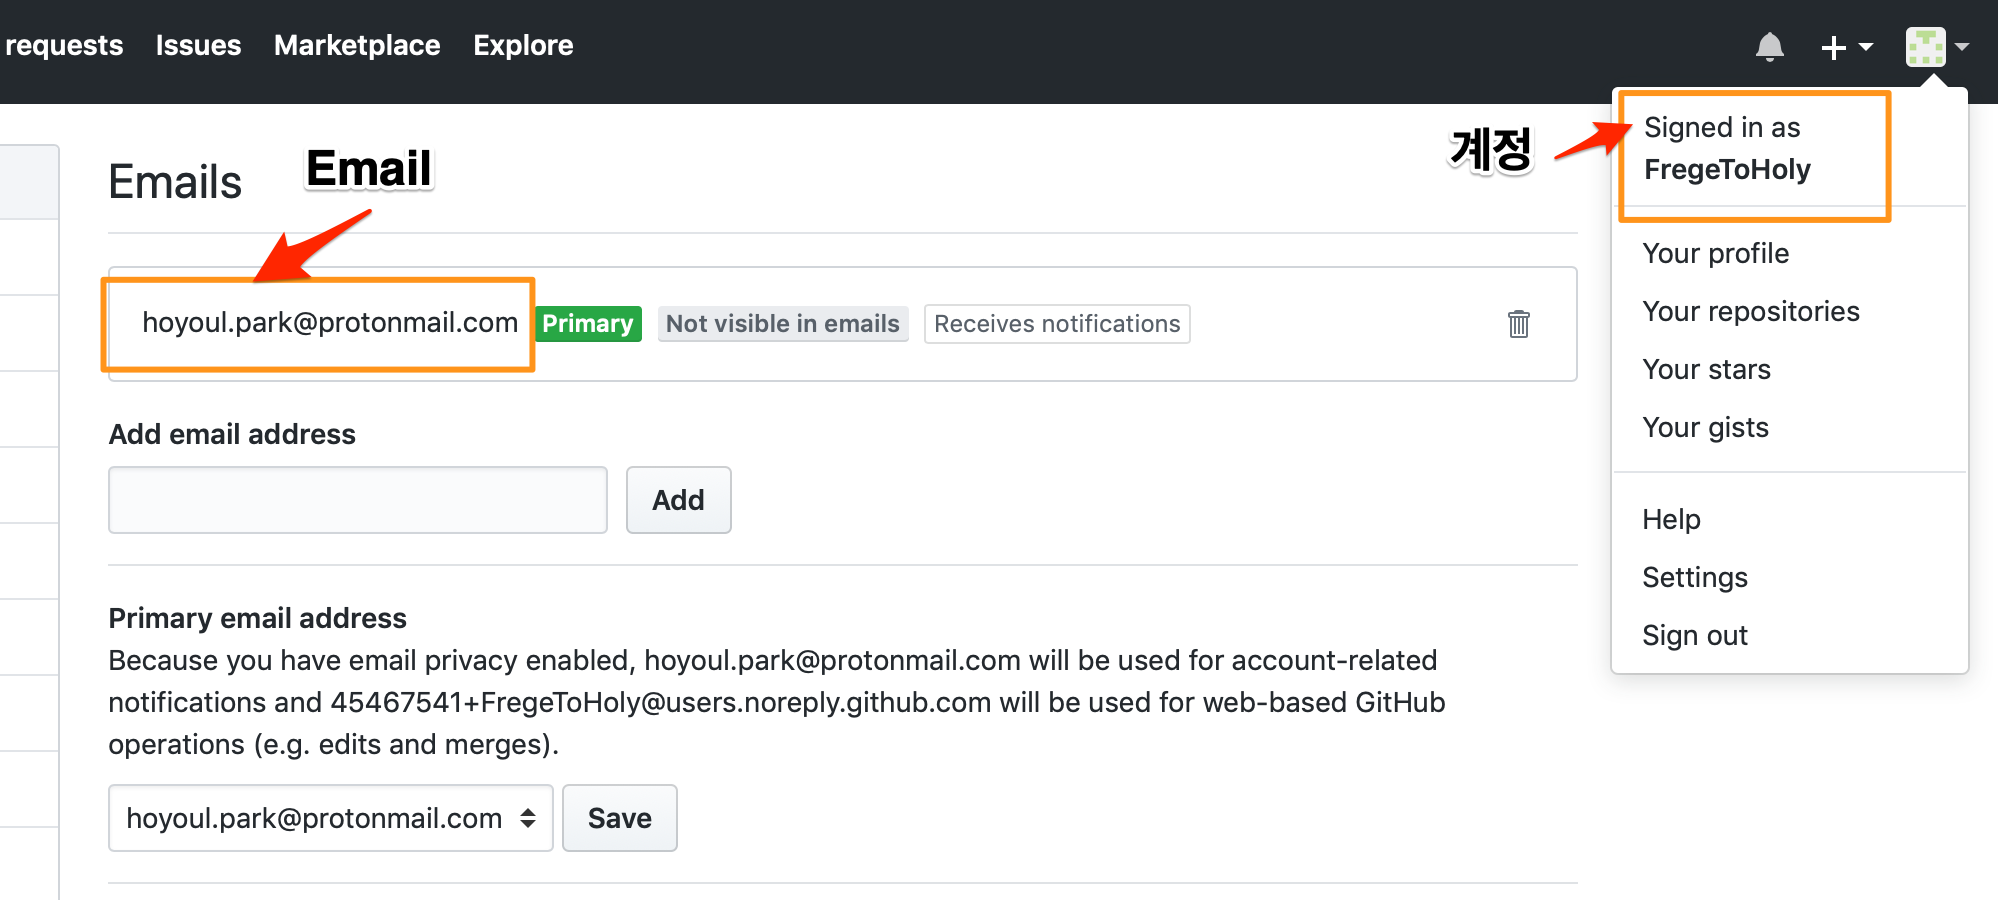 requests Issues Marketplace Explore
Emails
Email
hoyoul.park@protonmail.com Primary Not visible in emails Receives notifications
Add email address
Add
Primary email address
Because you have email privacy enabled, hoyoul.park@protonmail.com will be used for account-related
notifications and 45467541+FregeToHoly@users.noreply.github.com will be used for web-based GitHub
operations (e.g. edits and merges).
hoyoul.park@protonmail.com Save
계정
Signed in as
FregeToHoly
Your profile
Your repositories
Your stars
Your gists
Help
Settings
Sign out